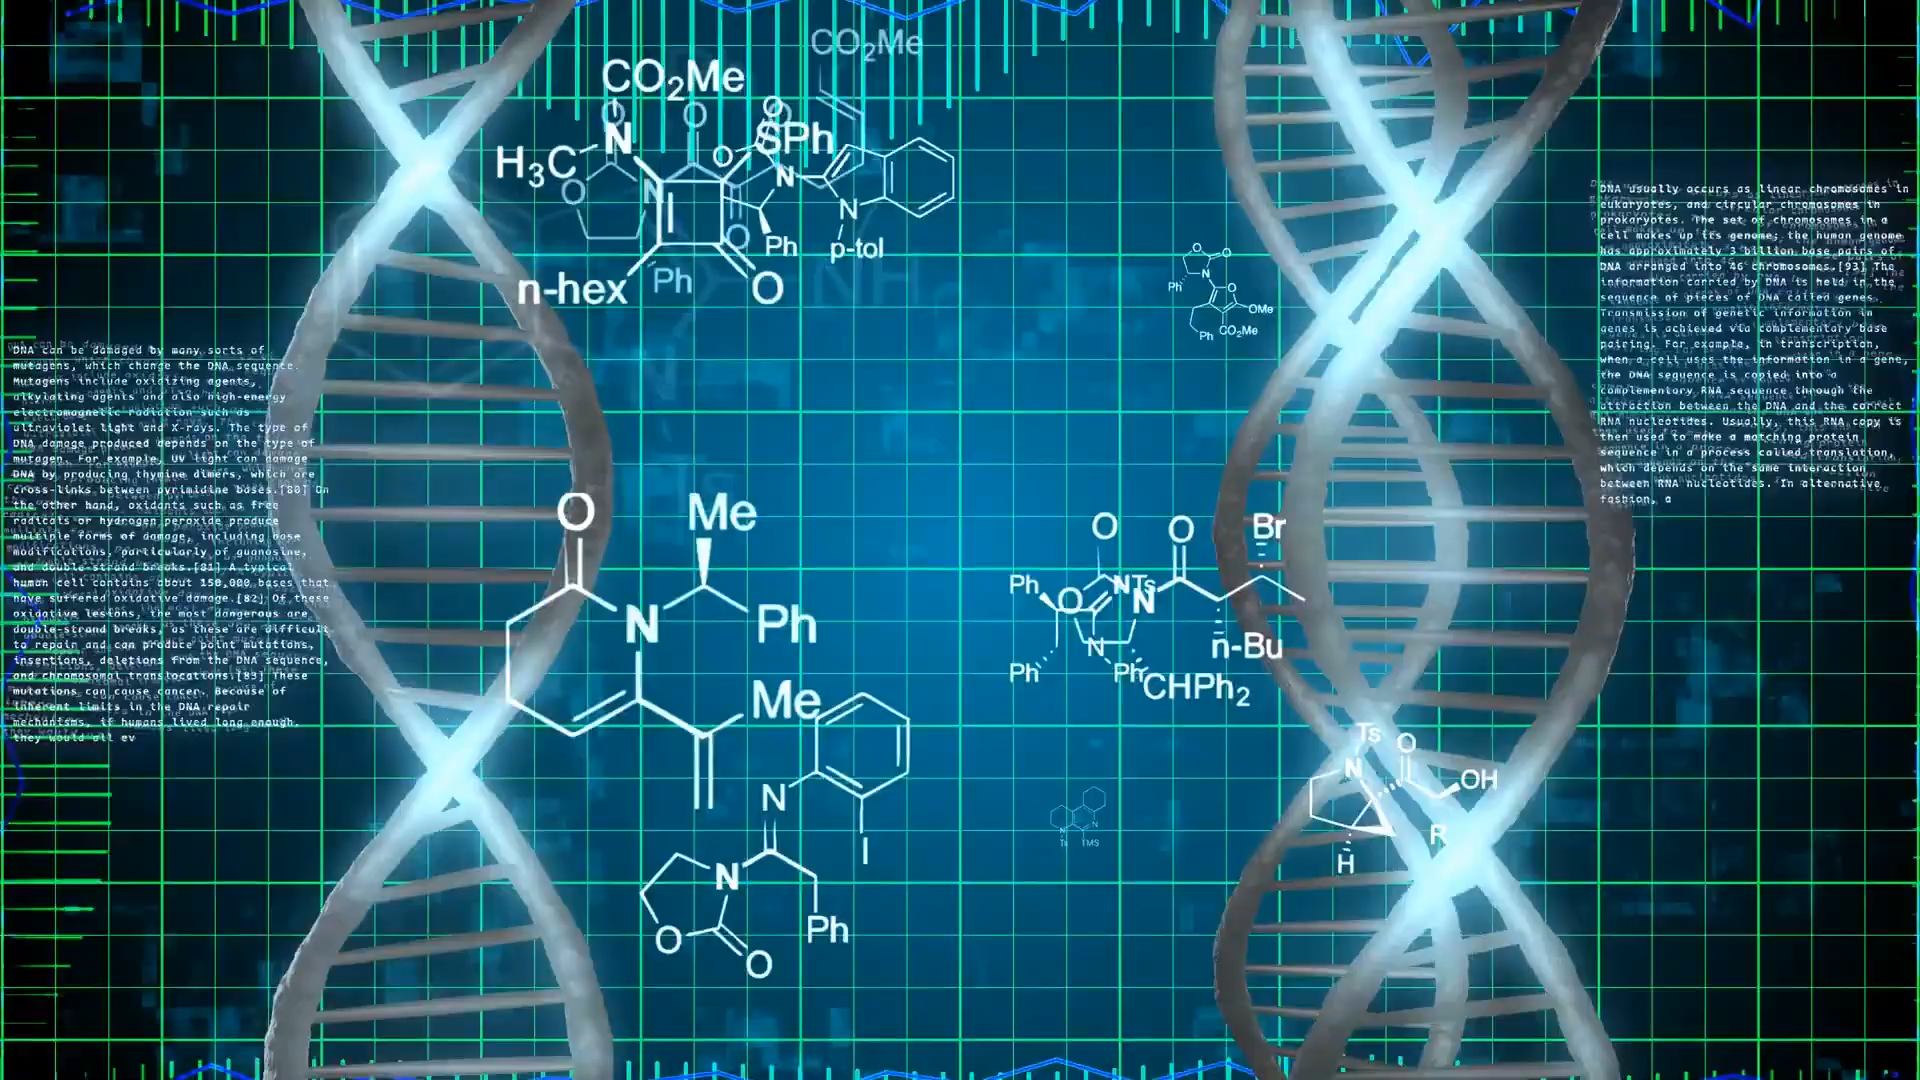 CO₂Me
CO₂Me
O
O
O
SPh
N
H₃C
O
O
N
N
N
O
Ph
p-tol
n-hex
Ph
O
NH
O
O
N
Ph
O
OMe
CO₂Me
Ph
DNA usually occurs as linear chromosomes in
eukaryotes, and circular chromosomes in
prokaryotes. The set of chromosomes in a
cell makes up its genome; the human genome
has approximately 3 billion base pairs of
DNA arranged into 46 chromosomes.[93] The
information carried by DNA is held in the
sequence of pieces of DNA called genes.
Transmission of genetic information in
genes is achieved via complementary base
pairing. For example, in transcription,
when a cell uses the information in a gene,
the DNA sequence is copied into a
complementary RNA sequence through the
attraction between the DNA and the correct
RNA nucleotides. Usually, this RNA copy is
then used to make a matching protein
sequence in a process called translation,
which depends on the same interaction
between RNA nucleotides. In alternative
fashion, a
DNA can be damaged by many sorts of
mutagens, which change the DNA sequence.
Mutagens include oxidizing agents,
alkylating agents and also high-energy
electromagnetic radiation such as
ultraviolet light and X-rays. The type of
DNA damage produced depends on the type of
mutagen. For example, UV light can damage
DNA by producing thymine dimers, which are
cross-links between pyrimidine bases.[80] On
the other hand, oxidants such as free
radicals or hydrogen peroxide produce
multiple forms of damage, including base
modifications, particularly of guanosine,
and double-strand breaks.[81] A typical
human cell contains about 150,000 bases that
have suffered oxidative damage.[82] Of these
oxidative lesions, the most dangerous are
double-strand breaks, as these are difficult
to repair and can produce point mutations,
insertions, deletions from the DNA sequence,
and chromosomal translocations.[83] These
mutations can cause cancer. Because of
inherent limits in the DNA repair
mechanisms, if humans lived long enough,
they would all ev
O
Me
N
Ph
Me
N
I
N
O
O
Ph
O
O
Br
Ph
N
Ts
O
N
N
n-Bu
Ph
Ph
CHPh₂
Ts
O
N
OH
R
H
N
N
Ts
TMS